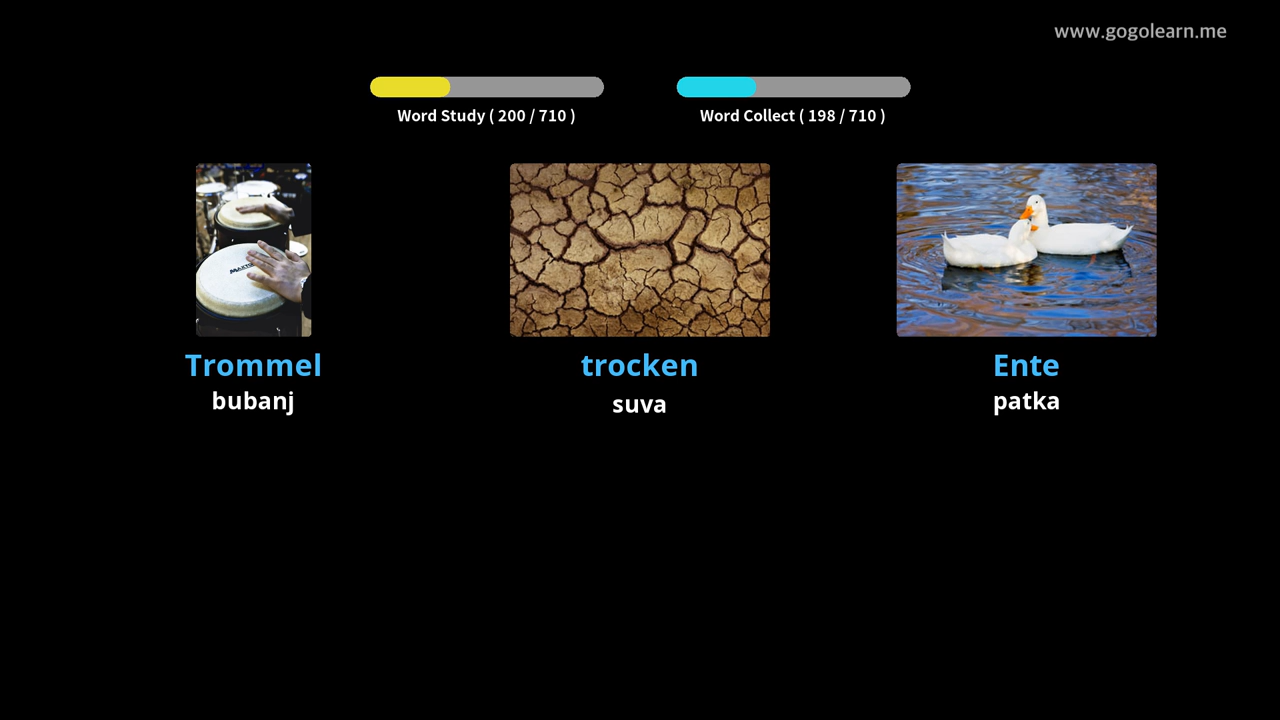 www.gogolearn.me
Word Study ( 200 / 710 )
Word Collect ( 198 / 710 )
Trommel
bubanj
trocken
suva
Ente
patka